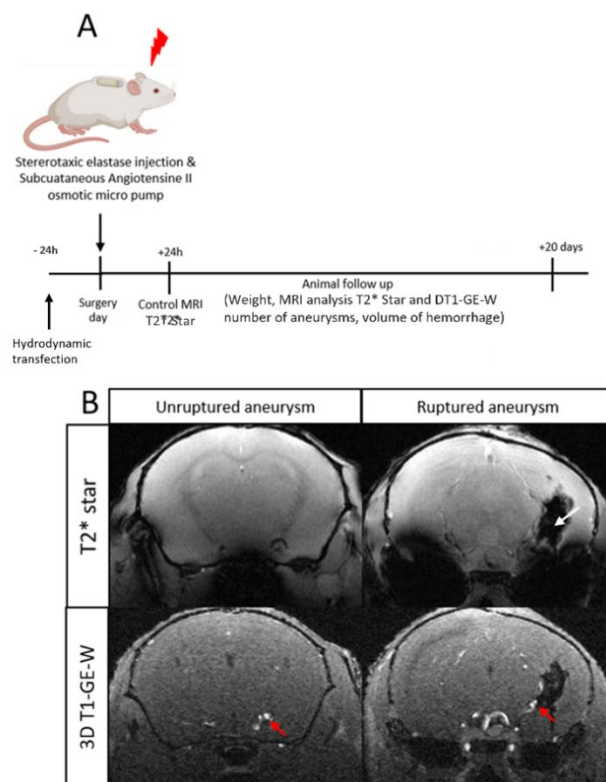 A
Stererotaxic elastase injection &
Subcuataneous Angiotensine II
osmotic micro pump
- 24h
+24h
+20 days
Surgery
day
Control MRI
T2* Star
Animal follow up
(Weight, MRI analysis T2* Star and DT1-GE-W
number of aneurysms, volume of hemorrhage)
Hydrodynamic
transfection
B
Unruptured aneurysm
Ruptured aneurysm
T2* star
3D T1-GE-W